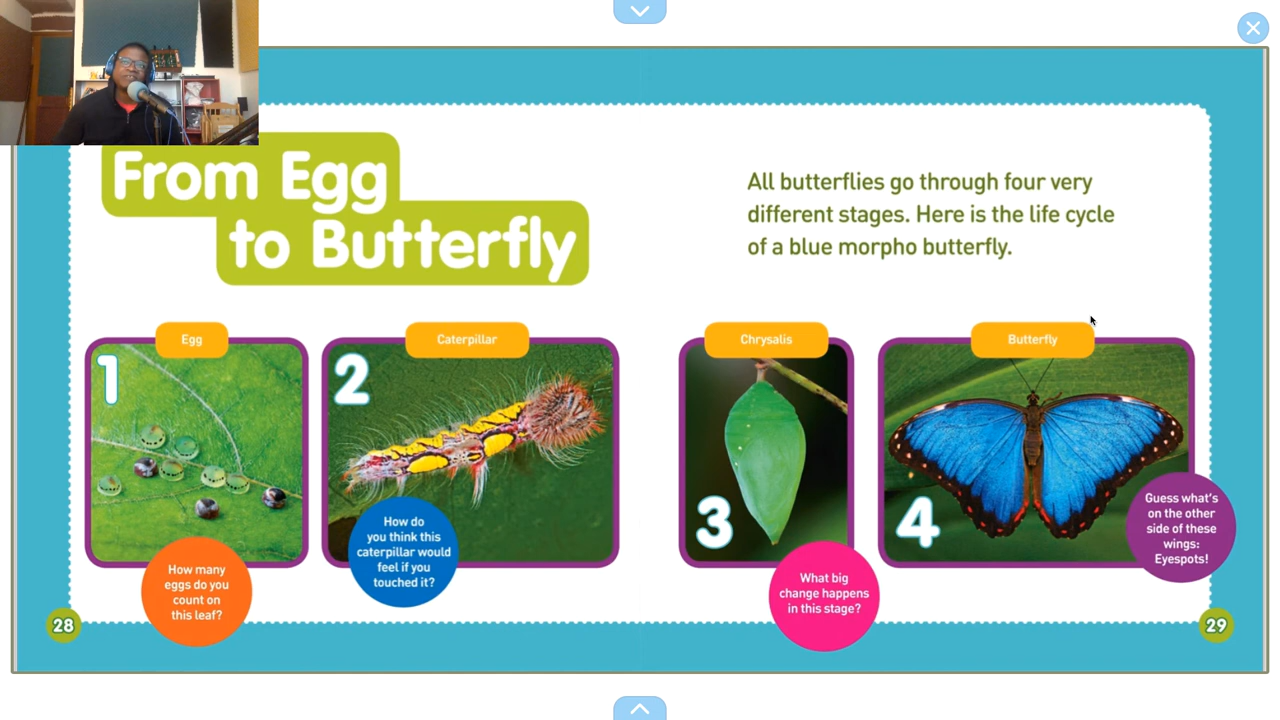 From Egg
to Butterfly
All butterflies go through four very
different stages. Here is the life cycle
of a blue morpho butterfly.
Egg
1
How many
eggs do you
count on
this leaf?
Caterpillar
2
How do
you think this
caterpillar would
feel if you
touched it?
Chrysalis
3
What big
change happens
in this stage?
Butterfly
4
Guess what's
on the other
side of these
wings:
Eyespots!
28
29